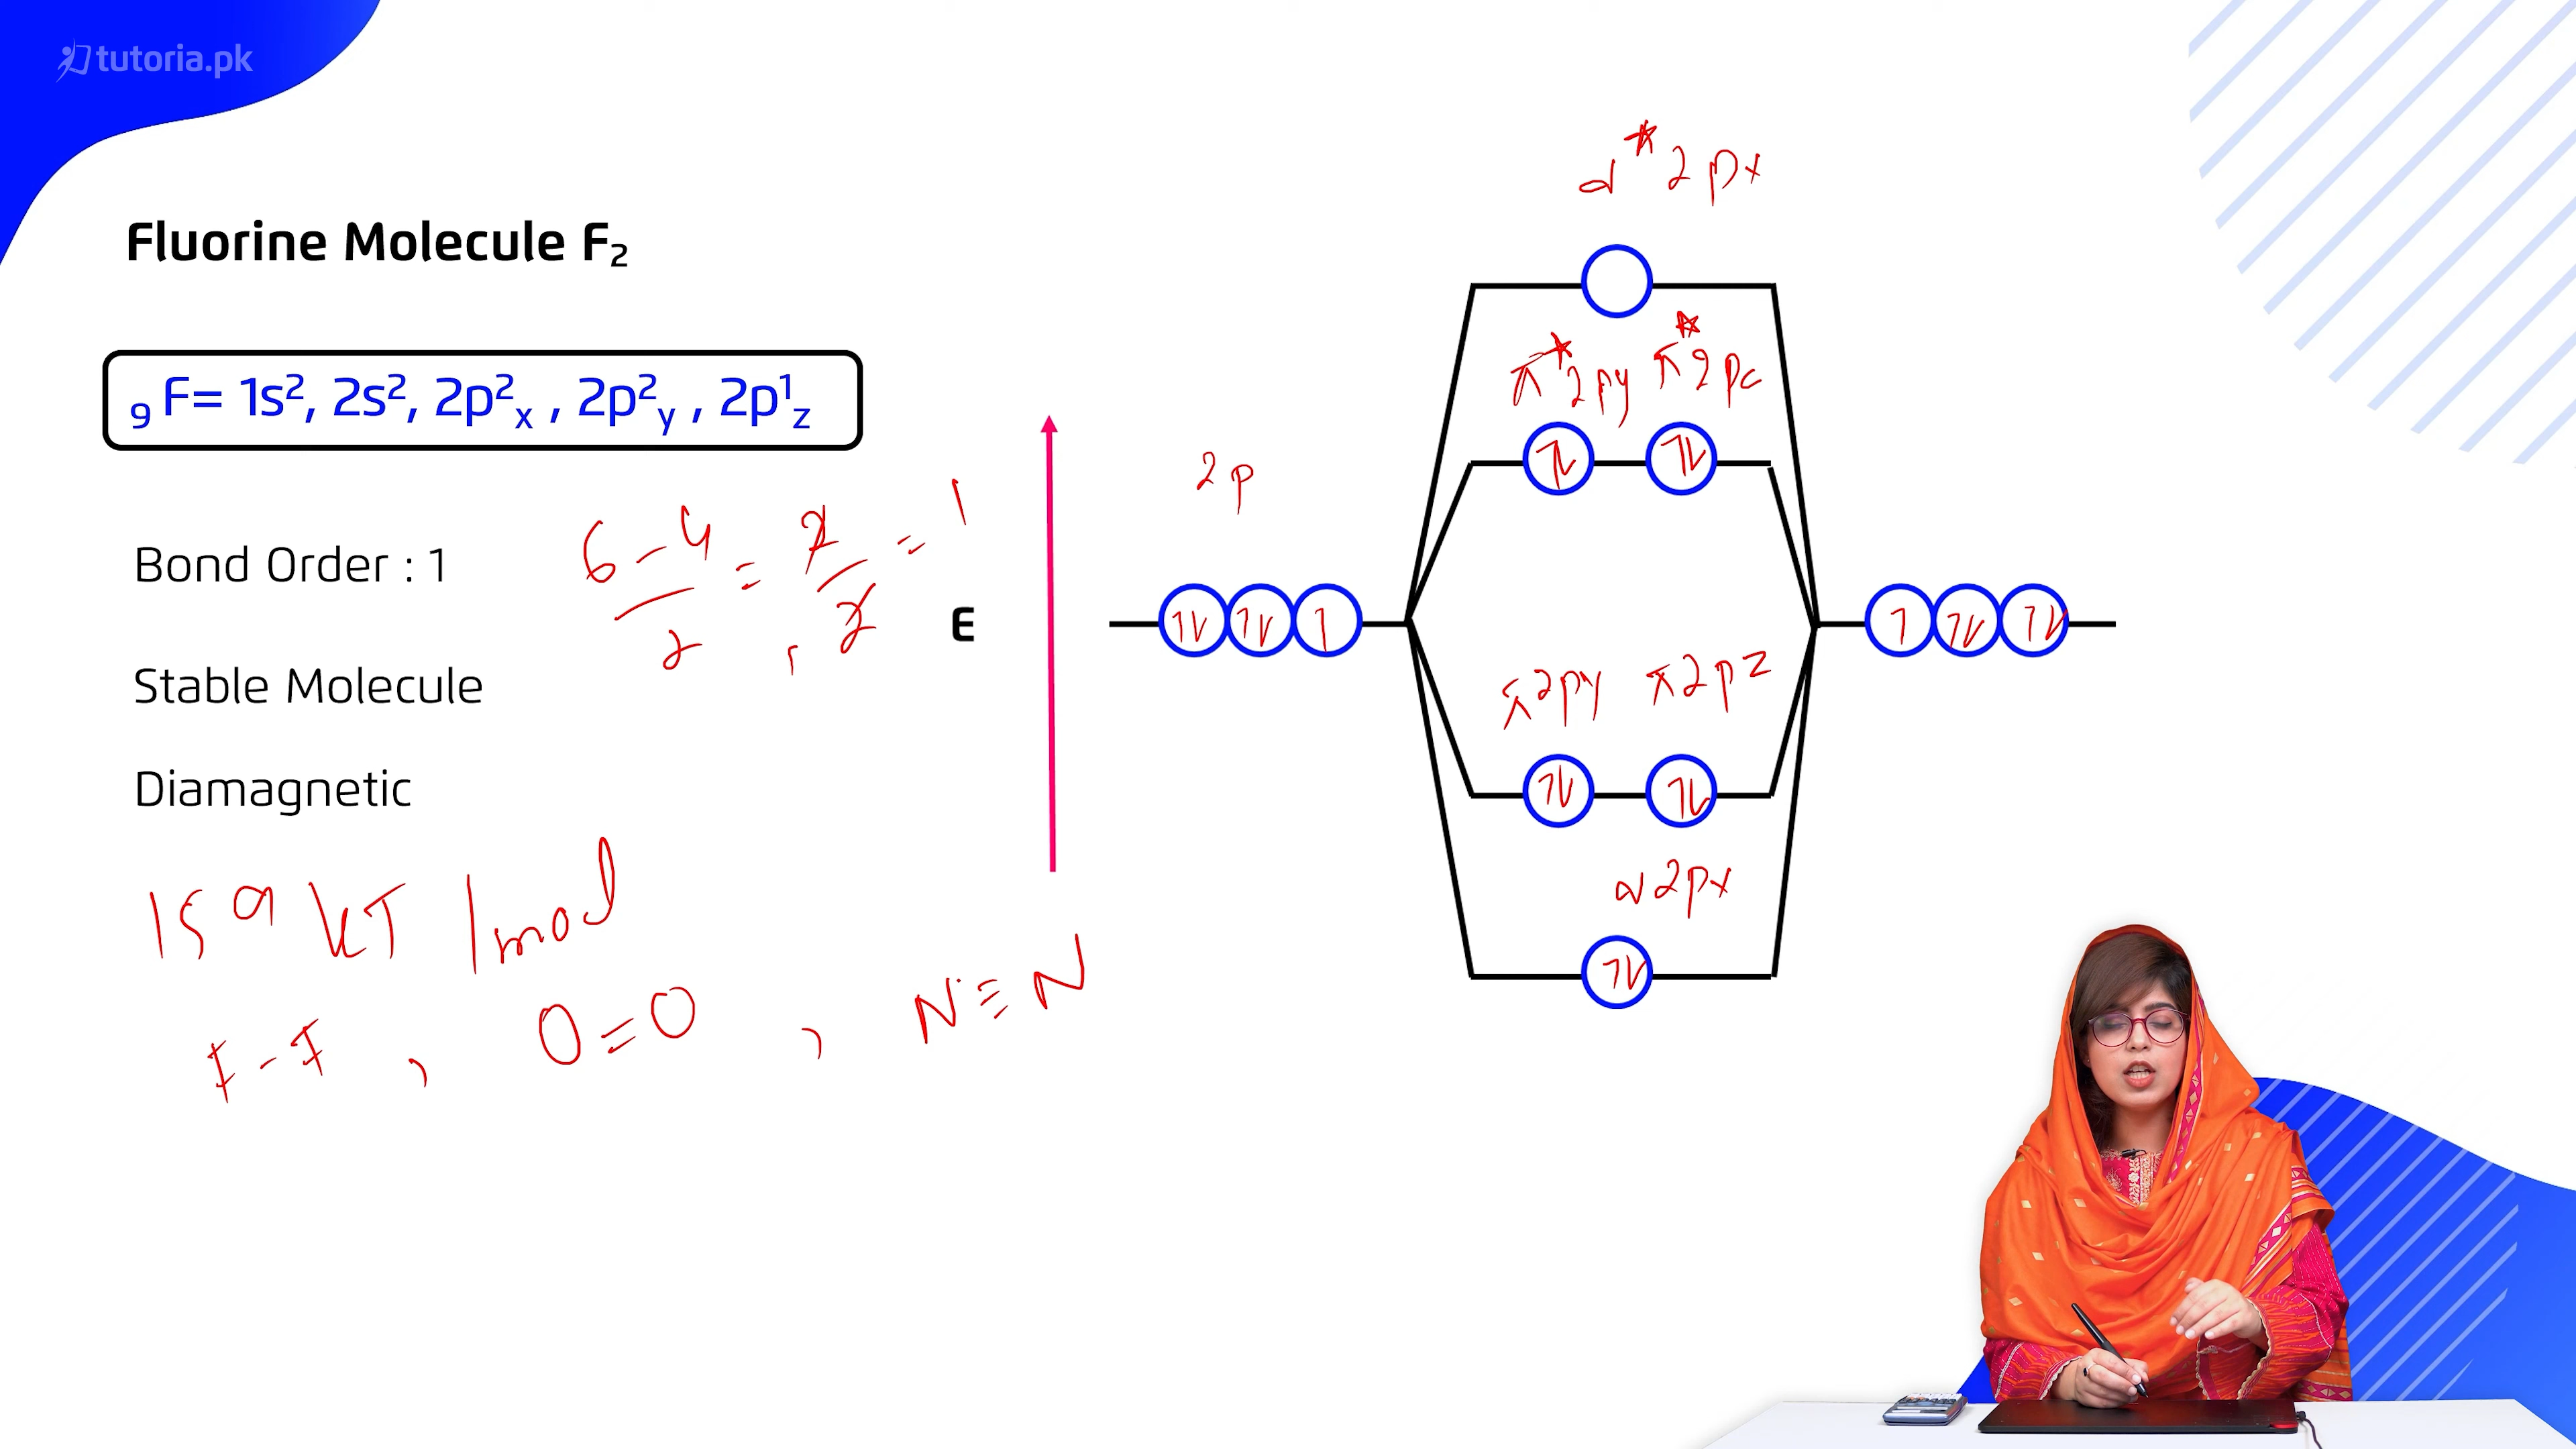 tutoria.pk
Fluorine Molecule F₂
₉F= 1s², 2s², 2p²ₓ , 2p²ᵧ , 2p¹z
Bond Order : 1
6-4/2 = 2/2 = 1
Stable Molecule
Diamagnetic
159 kJ/mol
F-F , O=O , N≡N
E
σ*2px
π*2py π*2pz
2p
π2py π2pz
σ2px